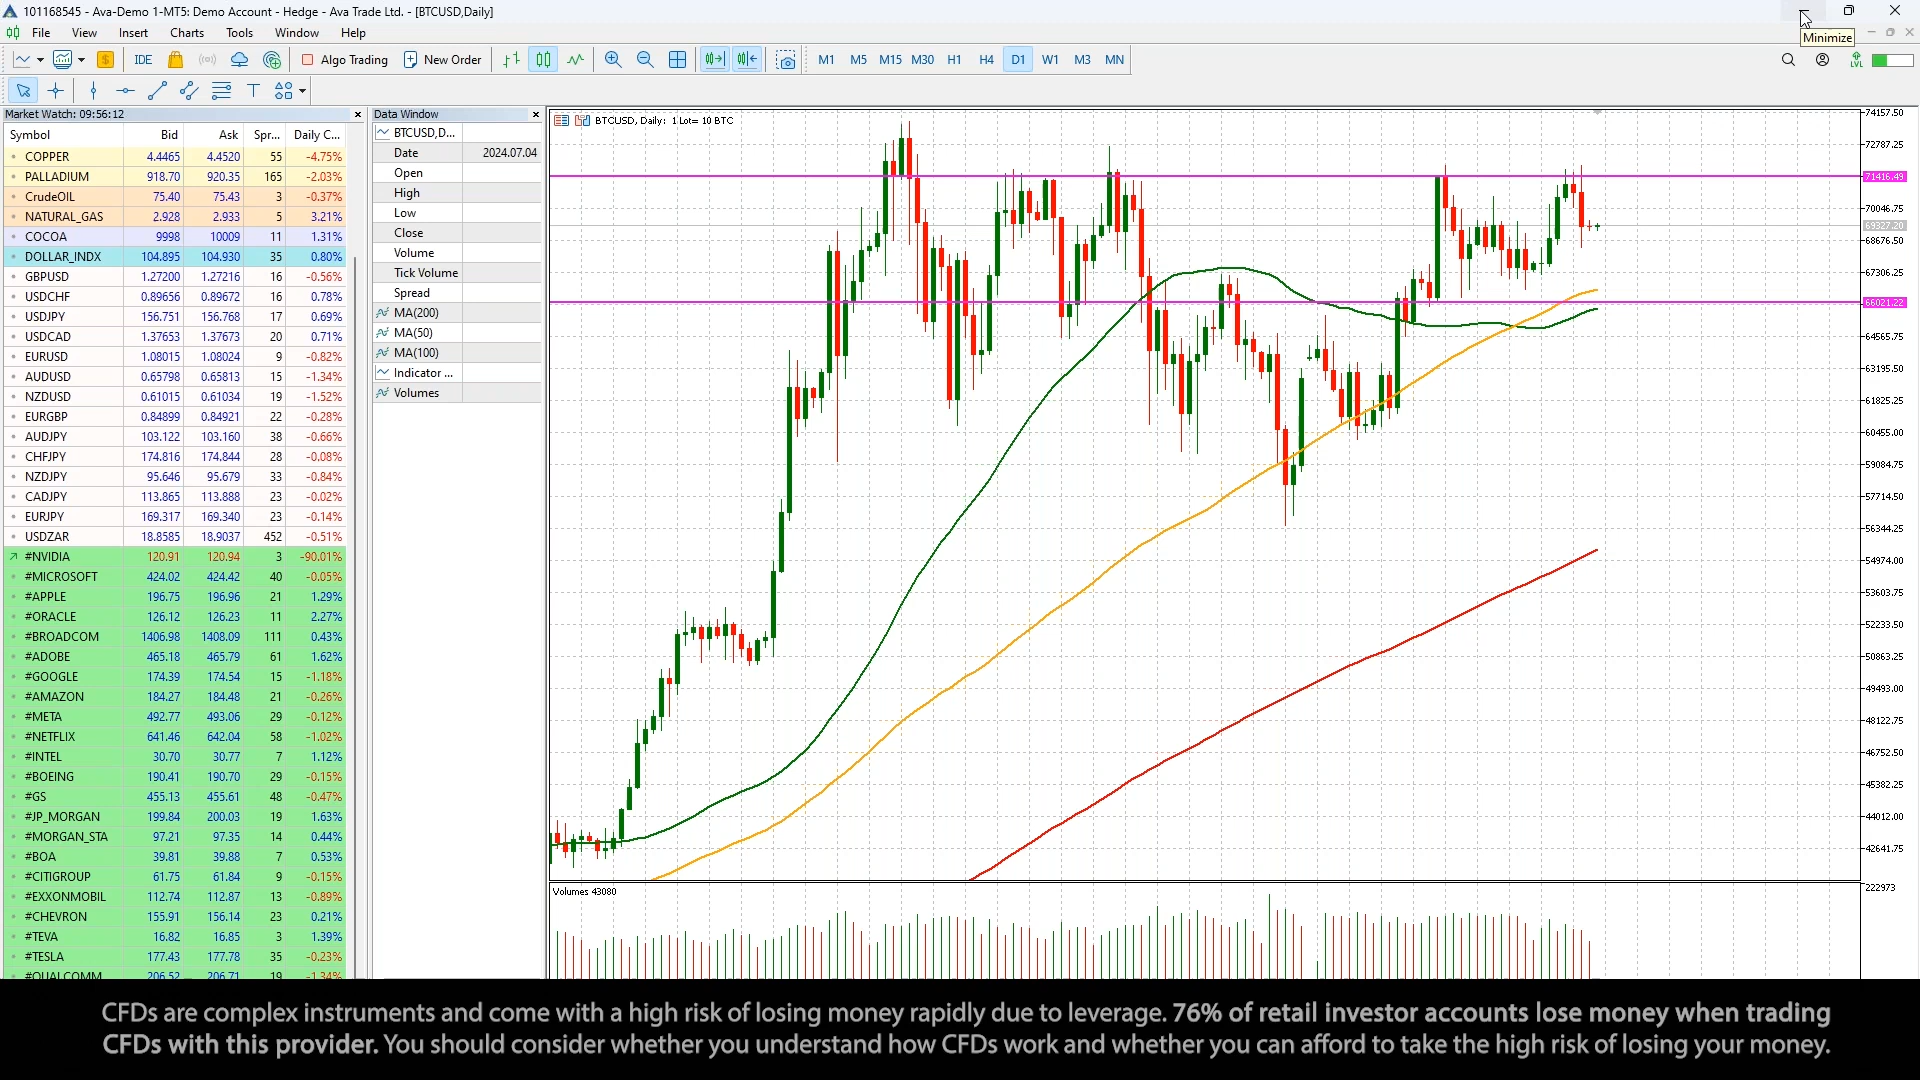 101168545 - Ava-Demo 1-MT5: Demo Account - Hedge - Ava Trade Ltd. - [BTCUSD,Daily]
File View Insert Charts Tools Window Help
Minimize
IDE Algo Trading New Order M1 M5 M15 M30 H1 H4 D1 W1 M3 MN LVL
T
Market Watch: 09:56:12
Symbol Bid Ask Spr... Daily C...
COPPER 4.4465 4.4520 55 -4.75%
PALLADIUM 918.70 920.35 165 -2.03%
CrudeOIL 75.40 75.43 3 -0.37%
NATURAL_GAS 2.928 2.933 5 3.21%
COCOA 9998 10009 11 1.31%
DOLLAR_INDX 104.895 104.930 35 0.80%
GBPUSD 1.27200 1.27216 16 -0.56%
USDCHF 0.89656 0.89672 16 0.78%
USDJPY 156.751 156.768 17 0.69%
USDCAD 1.37653 1.37673 20 0.71%
EURUSD 1.08015 1.08024 9 -0.82%
AUDUSD 0.65798 0.65813 15 -1.34%
NZDUSD 0.61015 0.61034 19 -1.52%
EURGBP 0.84899 0.84921 22 -0.28%
AUDJPY 103.122 103.160 38 -0.66%
CHFJPY 174.816 174.844 28 -0.08%
NZDJPY 95.646 95.679 33 -0.84%
CADJPY 113.865 113.888 23 -0.02%
EURJPY 169.317 169.340 23 -0.14%
USDZAR 18.8585 18.9037 452 -0.51%
#NVIDIA 120.91 120.94 3 -90.01%
#MICROSOFT 424.02 424.42 40 -0.05%
#APPLE 196.75 196.96 21 1.29%
#ORACLE 126.12 126.23 11 2.27%
#BROADCOM 1406.98 1408.09 111 0.43%
#ADOBE 465.18 465.79 61 1.62%
#GOOGLE 174.39 174.54 15 -1.18%
#AMAZON 184.27 184.48 21 -0.26%
#META 492.77 493.06 29 -0.12%
#NETFLIX 641.46 642.04 58 -1.02%
#INTEL 30.70 30.77 7 1.12%
#BOEING 190.41 190.70 29 -0.15%
#GS 455.13 455.61 48 -0.47%
#JP_MORGAN 199.84 200.03 19 1.63%
#MORGAN_STA 97.21 97.35 14 0.44%
#BOA 39.81 39.88 7 0.53%
#CITIGROUP 61.75 61.84 9 -0.15%
#EXXONMOBIL 112.74 112.87 13 -0.89%
#CHEVRON 155.91 156.14 23 0.21%
#TEVA 16.82 16.85 3 1.39%
#TESLA 177.43 177.78 35 -0.23%
#QUALCOMM 206.52 206.71 19 -1.34%
Data Window
BTCUSD,D...
Date 2024.07.04
Open
High
Low
Close
Volume
Tick Volume
Spread
MA(200)
MA(50)
MA(100)
Indicator ...
Volumes
BTCUSD, Daily: 1 Lot= 10 BTC
74157.50
72787.25
71416.49
70046.75
69327.20
68676.50
67306.25
66021.22
64565.75
63195.50
61825.25
60455.00
59084.75
57714.50
56344.25
54974.00
53603.75
52233.50
50863.25
49493.00
48122.75
46752.50
45382.25
44012.00
42641.75
Volumes 43080
222973
CFDs are complex instruments and come with a high risk of losing money rapidly due to leverage. 76% of retail investor accounts lose money when trading
CFDs with this provider. You should consider whether you understand how CFDs work and whether you can afford to take the high risk of losing your money.